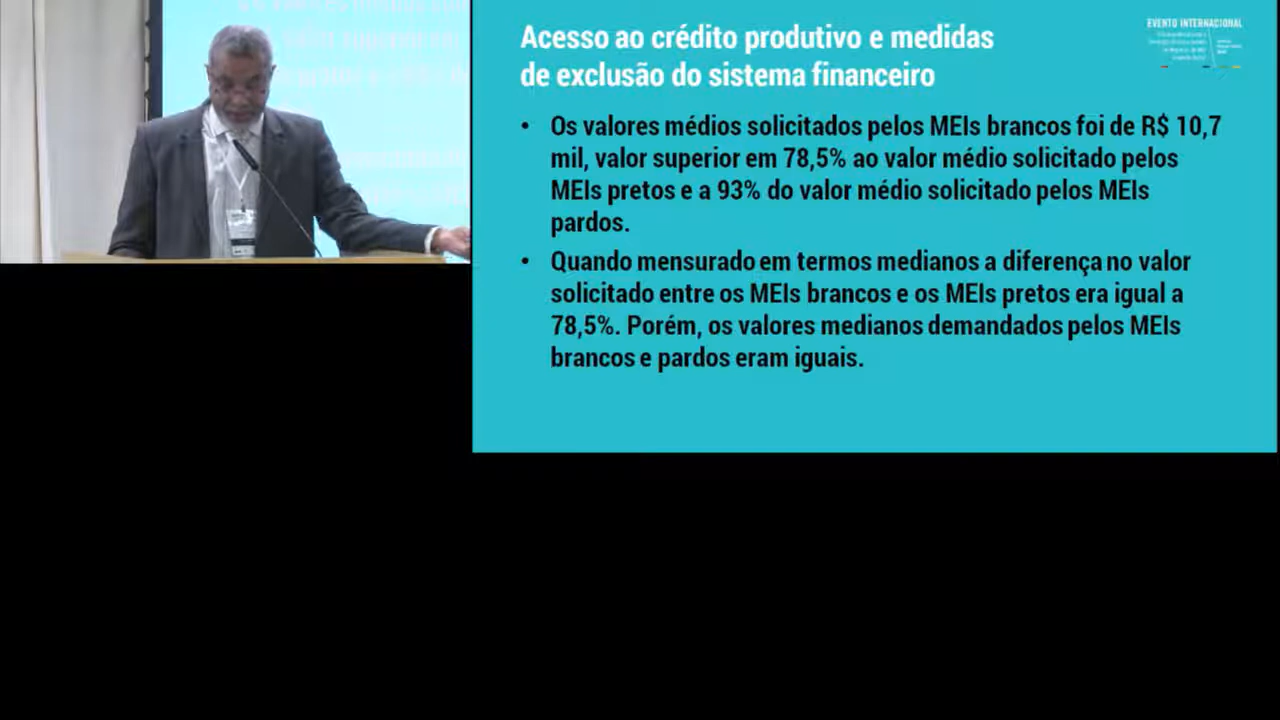 Acesso ao crédito produtivo e medidas
de exclusão do sistema financeiro
EVENTO INTERNACIONAL
• Os valores médios solicitados pelos MEIs brancos foi de R$ 10,7
mil, valor superior em 78,5% ao valor médio solicitado pelos
MEIs pretos e a 93% do valor médio solicitado pelos MEIs
pardos.
• Quando mensurado em termos medianos a diferença no valor
solicitado entre os MEIs brancos e os MEIs pretos era igual a
78,5%. Porém, os valores medianos demandados pelos MEIs
brancos e pardos eram iguais.